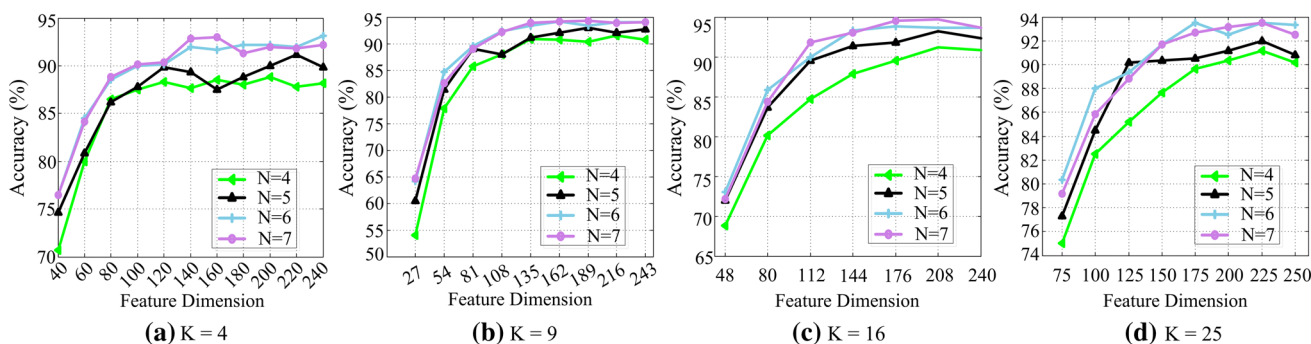 Accuracy (%)
95
90
85
80
75
70
N=4
N=5
N=6
N=7
40 60 80 100 120 140 160 180 200 220 240
Feature Dimension
(a) K = 4
Accuracy (%)
95
90
85
80
75
70
65
60
55
50
N=4
N=5
N=6
N=7
27 54 81 108 135 162 189 216 243
Feature Dimension
(b) K = 9
Accuracy (%)
95
90
85
80
75
70
65
N=4
N=5
N=6
N=7
48 80 112 144 176 208 240
Feature Dimension
(c) K = 16
Accuracy (%)
94
92
90
88
86
84
82
80
78
76
74
N=4
N=5
N=6
N=7
75 100 125 150 175 200 225 250
Feature Dimension
(d) K = 25